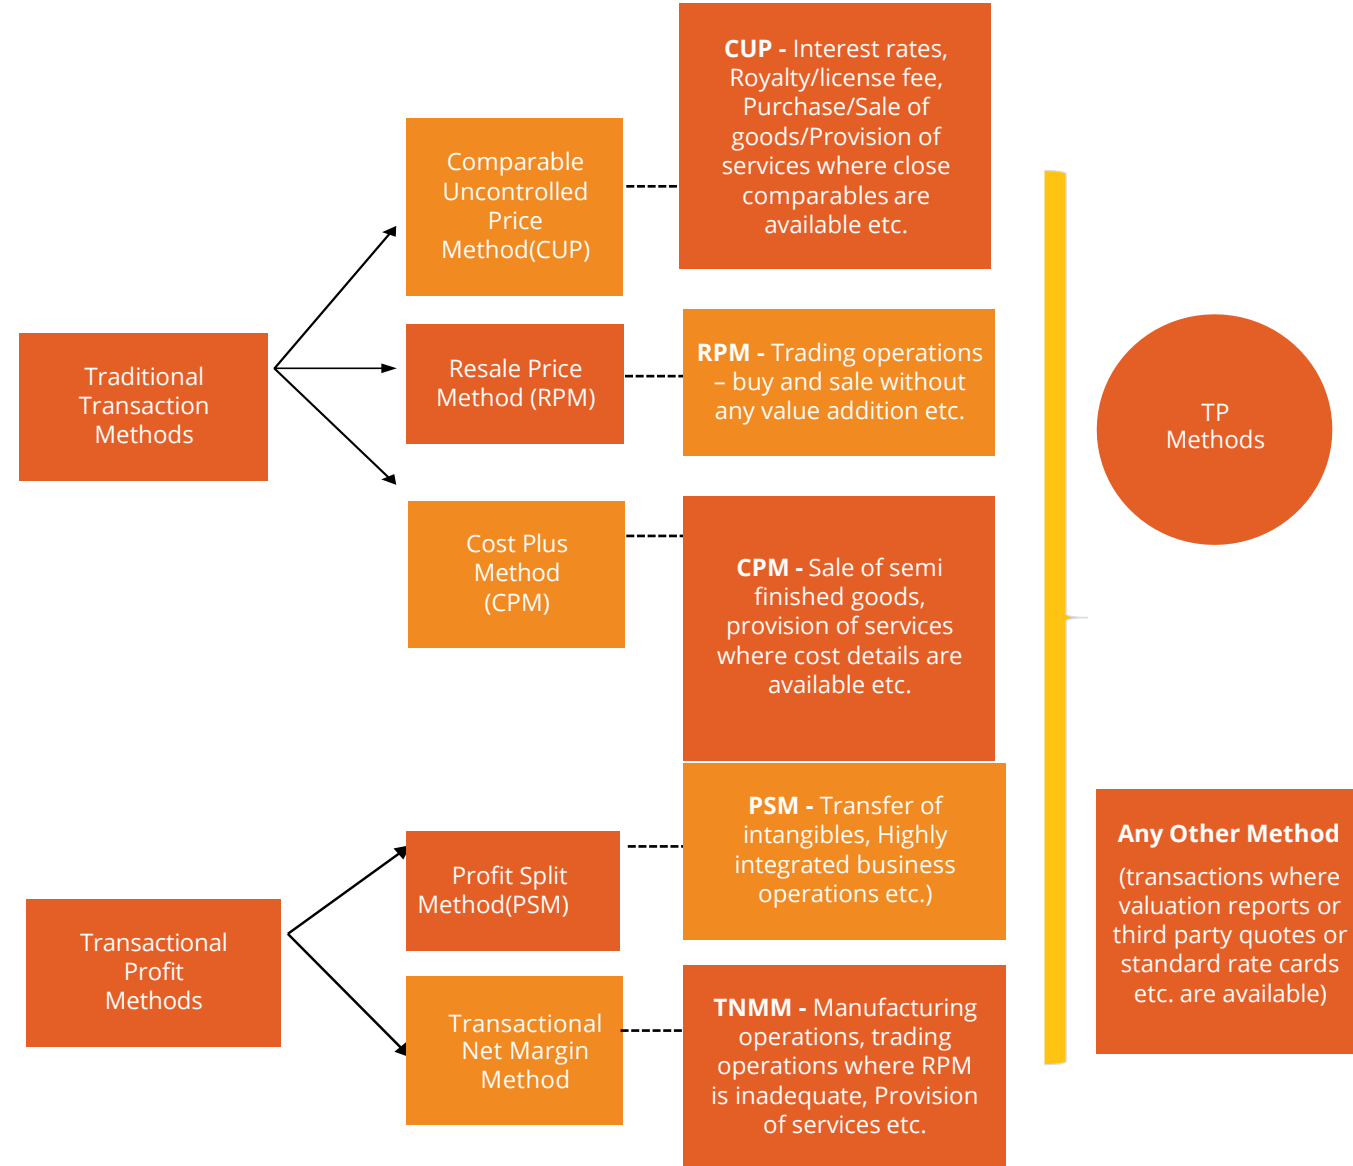 Traditional
Transaction
Methods
Comparable
Uncontrolled
Price
Method(CUP)
CUP - Interest rates,
Royalty/license fee,
Purchase/Sale of
goods/Provision of
services where close
comparables are
available etc.
Resale Price
Method (RPM)
RPM - Trading operations
– buy and sale without
any value addition etc.
Cost Plus
Method
(CPM)
CPM - Sale of semi
finished goods,
provision of services
where cost details are
available etc.
Transactional
Profit
Methods
Profit Split
Method(PSM)
PSM - Transfer of
intangibles, Highly
integrated business
operations etc.)
Transactional
Net Margin
Method
TNMM - Manufacturing
operations, trading
operations where RPM
is inadequate, Provision
of services etc.
TP
Methods
Any Other Method
(transactions where
valuation reports or
third party quotes or
standard rate cards
etc. are available)